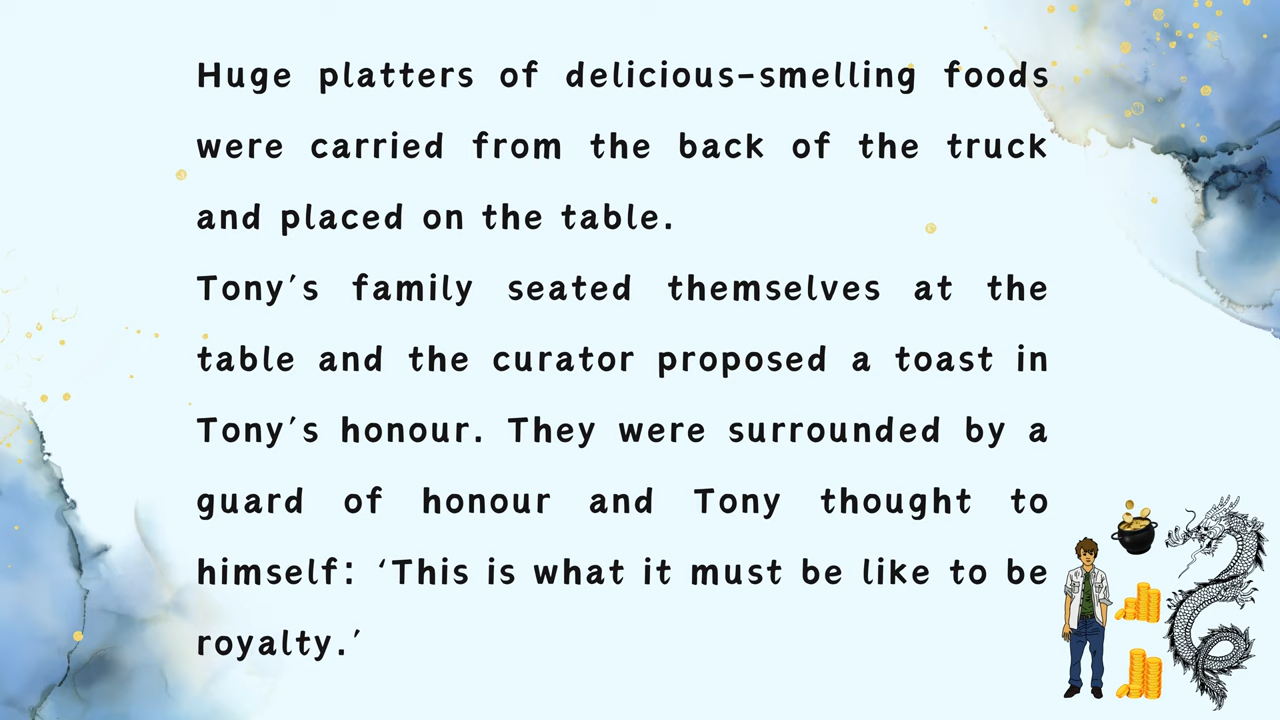 Huge platters of delicious-smelling foods
were carried from the back of the truck
and placed on the table.
Tony's family seated themselves at the
table and the curator proposed a toast in
Tony's honour. They were surrounded by a
guard of honour and Tony thought to
himself: ‘This is what it must be like to be
royalty.’